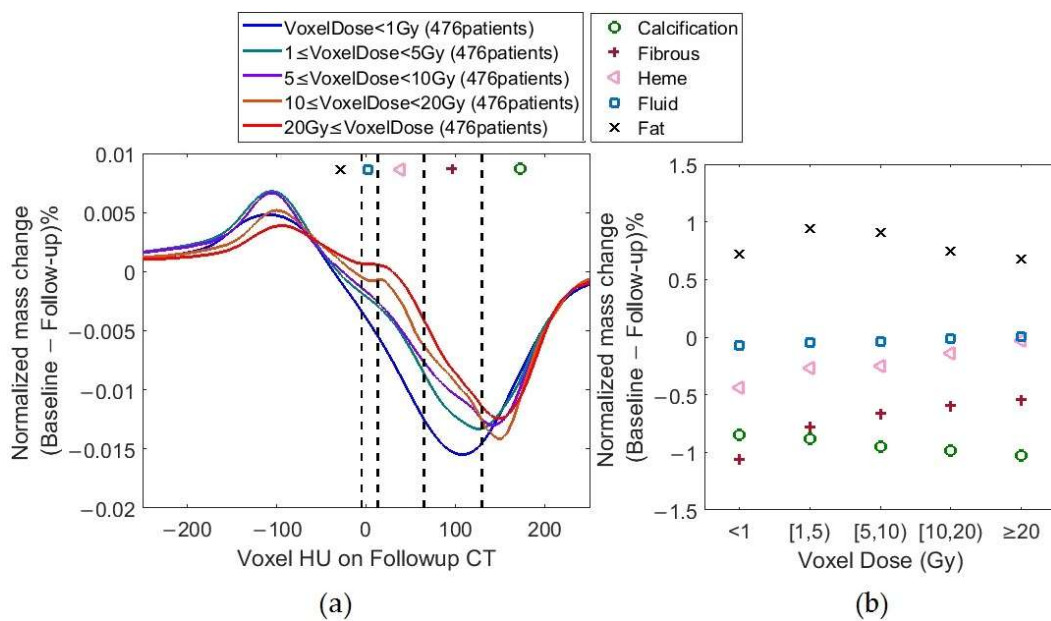 VoxelDose<1Gy (476patients)
1≤VoxelDose<5Gy (476patients)
5≤VoxelDose<10Gy (476patients)
10≤VoxelDose<20Gy (476patients)
20Gy≤VoxelDose (476patients)
Calcification
Fibrous
Heme
Fluid
Fat
Normalized mass change
(Baseline − Follow-up)%
0.01
0.005
0
−0.005
−0.01
−0.015
−0.02
−200
−100
0
100
200
Voxel HU on Followup CT
(a)
Normalized mass change
(Baseline − Follow-up)%
1.5
1
0.5
0
−0.5
−1
−1.5
<1
[1,5)
[5,10)
[10,20)
≥20
Voxel Dose (Gy)
(b)